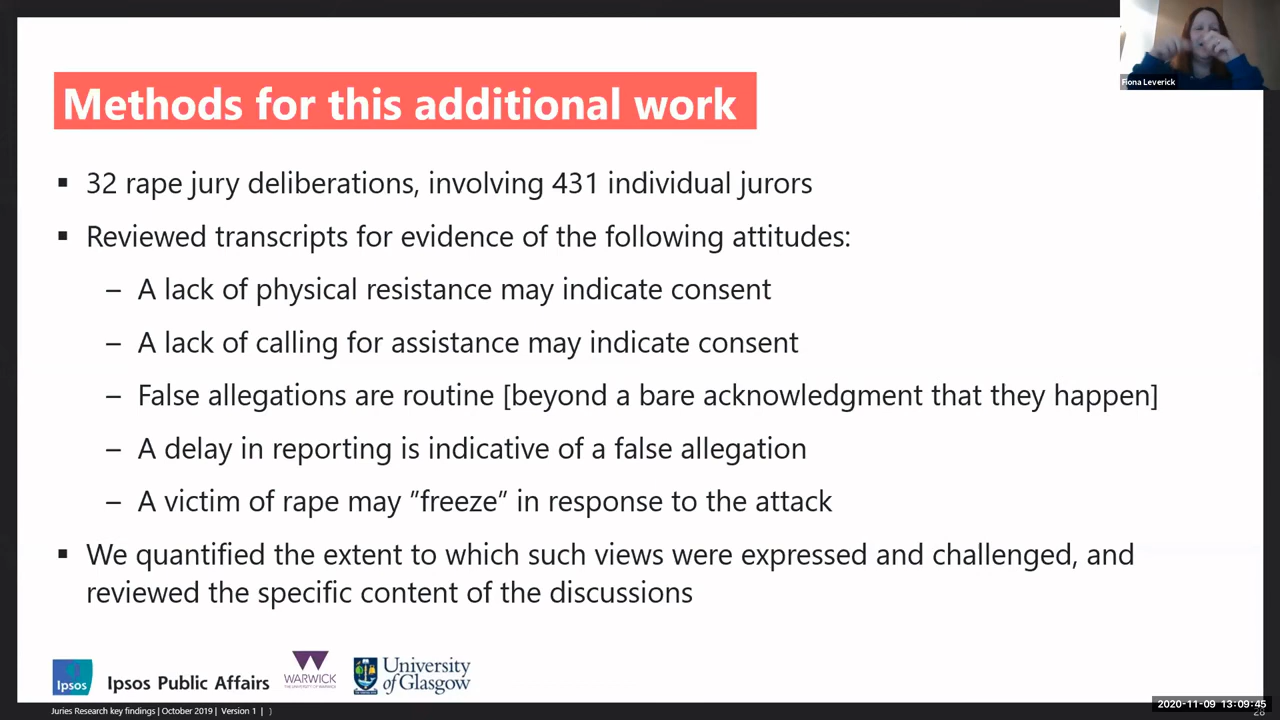 Fiona Leverick
Methods for this additional work
▪ 32 rape jury deliberations, involving 431 individual jurors
▪ Reviewed transcripts for evidence of the following attitudes:
– A lack of physical resistance may indicate consent
– A lack of calling for assistance may indicate consent
– False allegations are routine [beyond a bare acknowledgment that they happen]
– A delay in reporting is indicative of a false allegation
– A victim of rape may ”freeze” in response to the attack
▪ We quantified the extent to which such views were expressed and challenged, and
reviewed the specific content of the discussions
Ipsos
Ipsos Public Affairs
WARWICK
THE UNIVERSITY OF WARWICK
University
of Glasgow
Juries Research key findings | October 2019 | Version 1 | )
2020-11-09 13:09:45